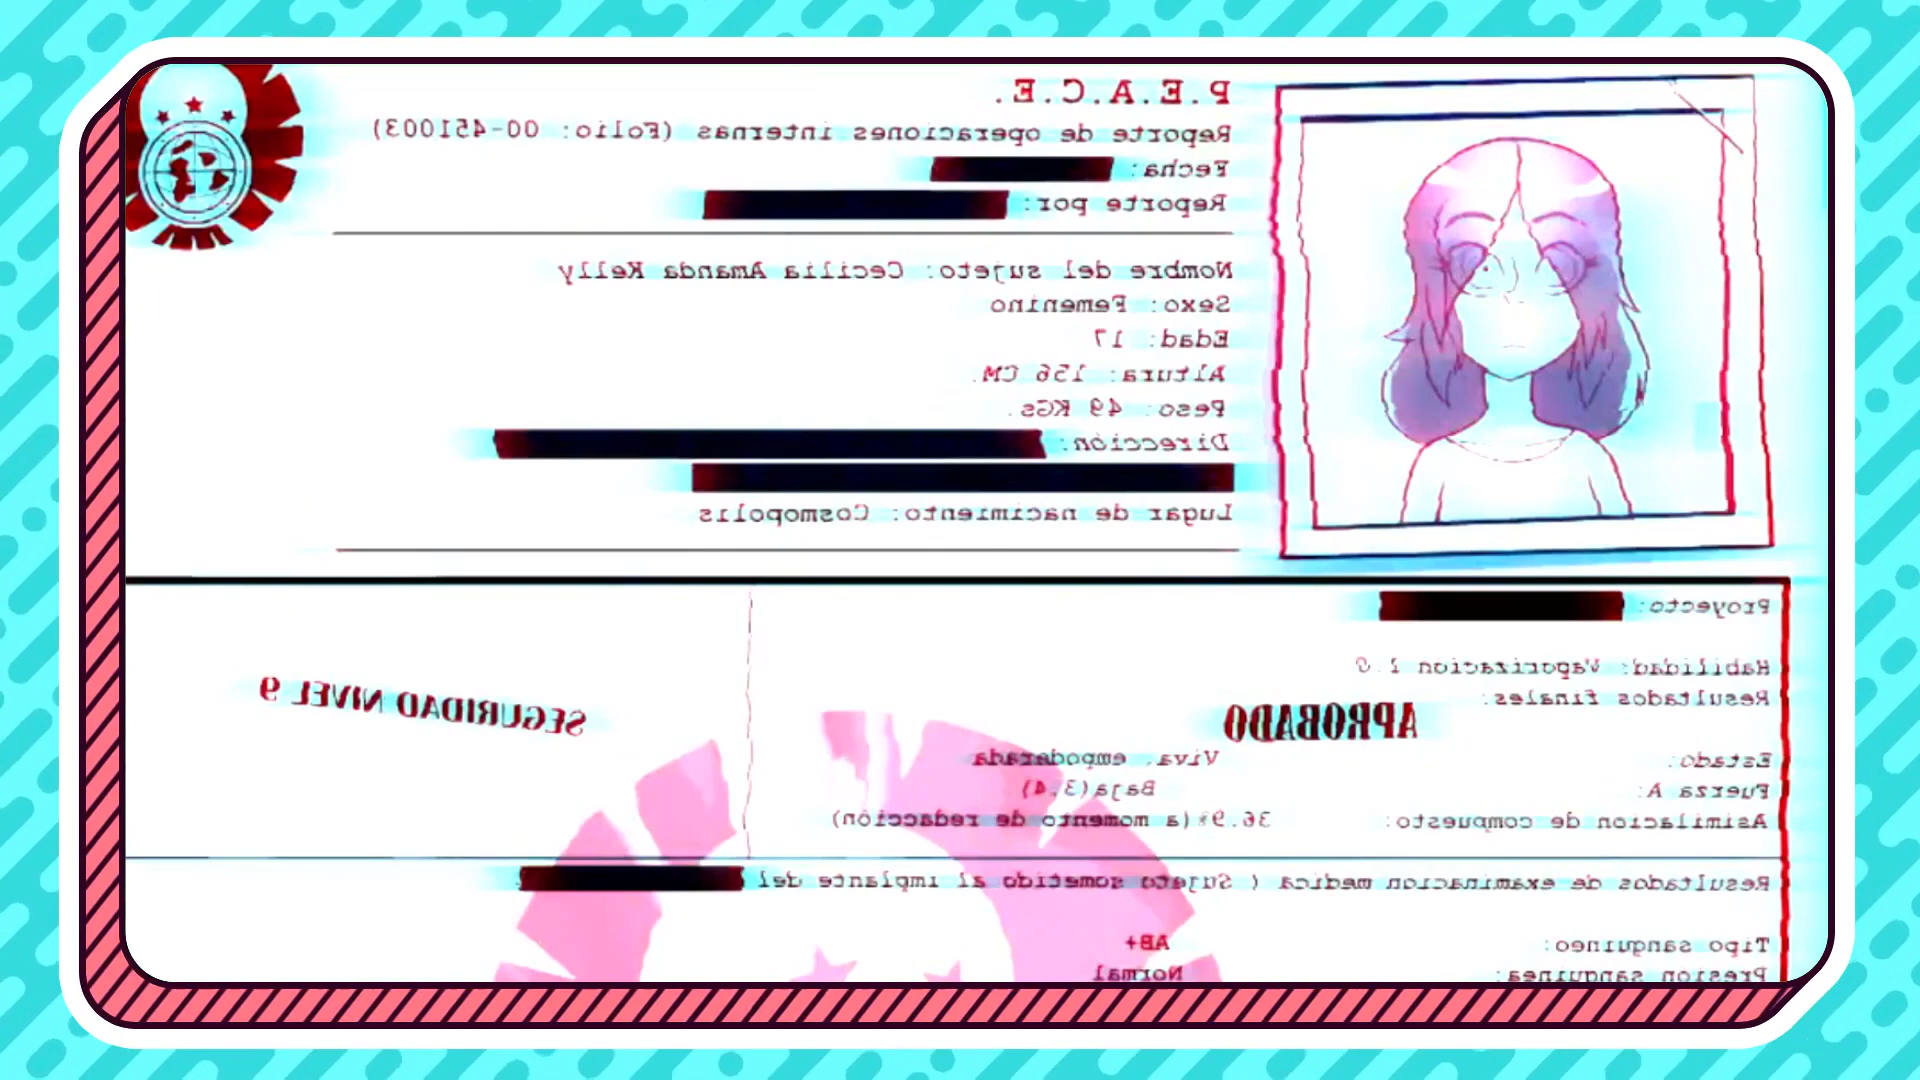 P.E.A.C.E.
Reporte de operaciones internas (Folio: 00-451003)
Fecha:
Reporte por:
Nombre del sujeto: Cecilia Amanda Kelly
Sexo: Femenino
Edad: 17
Altura: 156 CM.
Peso: 49 KGs.
Dirección:
Lugar de nacimiento: Cosmopolis
Proyecto:
Habilidad: Vaporizacion
Resultados finales:
APROBADO
SEGURIDAD NIVEL 9
Estado: Viva, empoderada
Fuerza A: Baja(3.4)
Asimilacion de compuesto: 36.9%(a momento de redacción)
Resultados de examinacion medica ( Sujeto sometido al implante del
Tipo sanguineo: AB+
Presion sanguinea: Normal